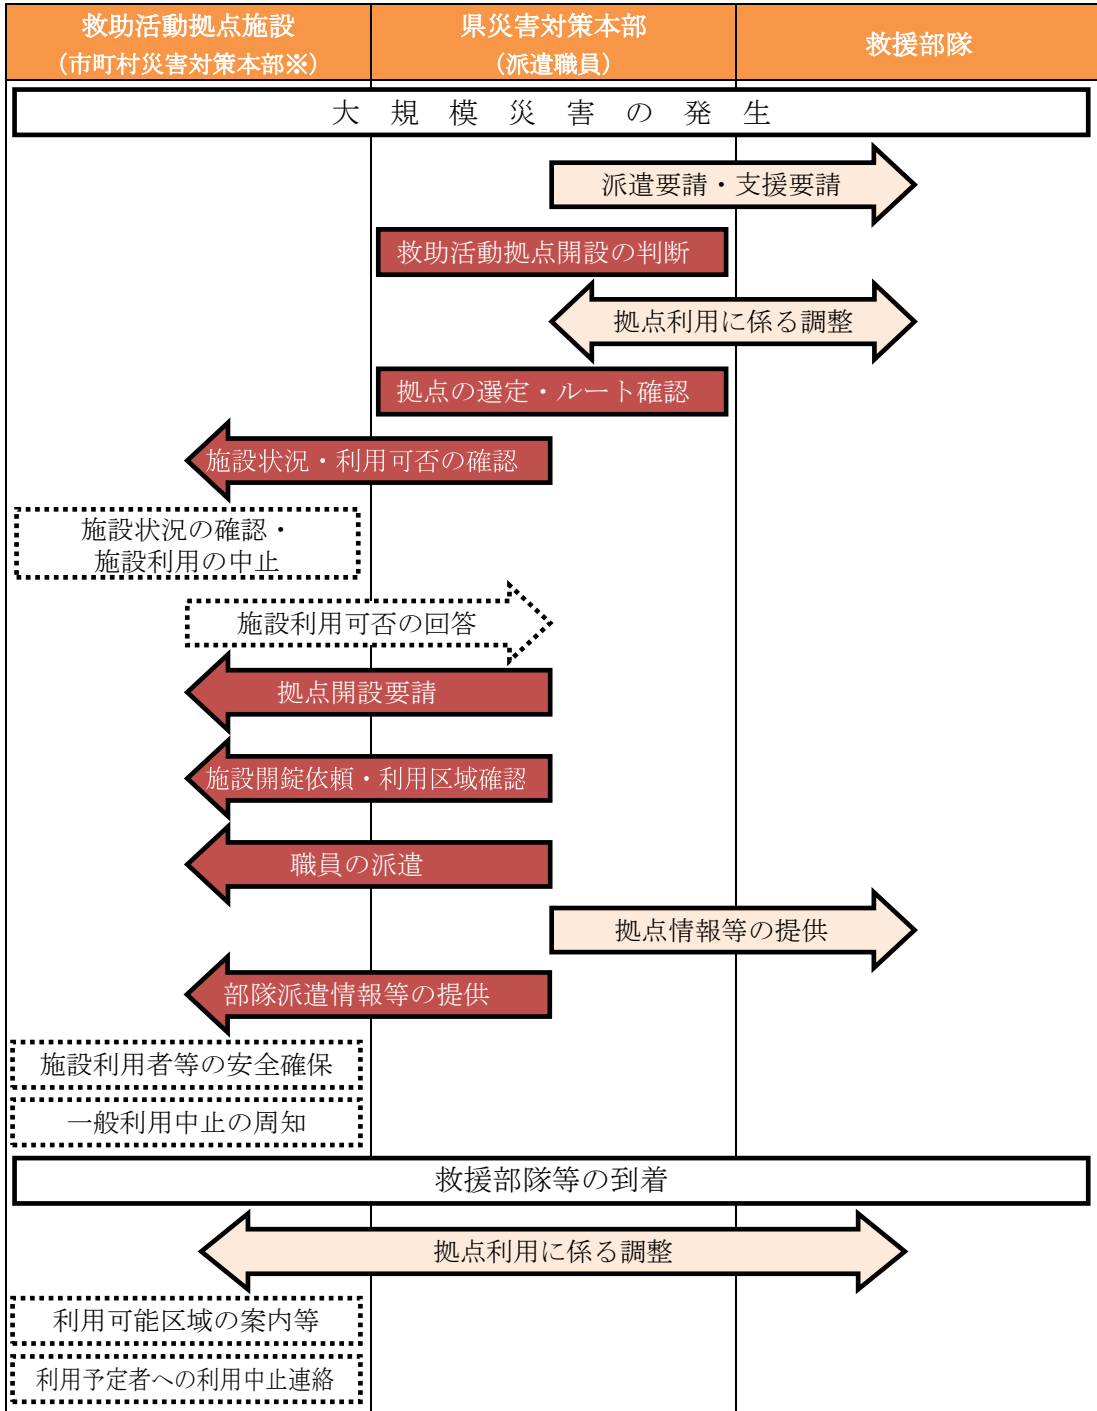 救助活動拠点施設
（市町村災害対策本部※）
県災害対策本部
（派遣職員）
救援部隊
大規模災害の発生
派遣要請・支援要請
救助活動拠点開設の判断
拠点利用に係る調整
拠点の選定・ルート確認
施設状況・利用可否の確認
施設状況の確認・
施設利用の中止
施設利用可否の回答
拠点開設要請
施設開錠依頼・利用区域確認
職員の派遣
拠点情報等の提供
部隊派遣情報等の提供
施設利用者等の安全確保
一般利用中止の周知
救援部隊等の到着
拠点利用に係る調整
利用可能区域の案内等
利用予定者への利用中止連絡